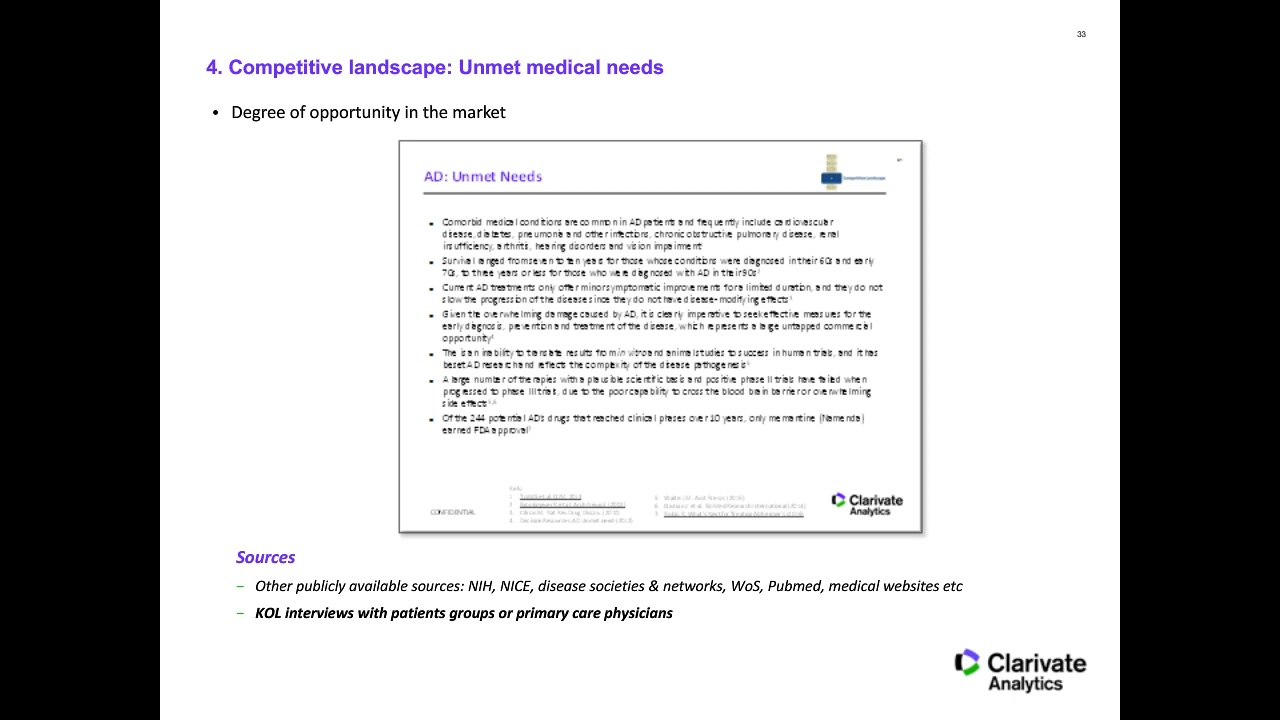 33
4. Competitive landscape: Unmet medical needs
• Degree of opportunity in the market
AD: Unmet Needs
Competitive Landscape
Comorbid medical conditions are common in AD patients and frequently include cardiovascular
disease, diabetes, pneumonia and other infections, chronic obstructive pulmonary disease, renal
insufficiency, arthritis, hearing disorders and vision impairment
Survival ranged from seven to ten years for those whose conditions were diagnosed in their 60s and early
70s, to three years or less for those who were diagnosed with AD in their 90s
Current AD treatments only offer minor symptomatic improvements for a limited duration, and they do not
slow the progression of the disease since they do not have disease-modifying effects
Given the overwhelming damage caused by AD, it is clearly imperative to seek effective measures for the
early diagnosis, prevention and treatment of the disease, which represents a large untapped commercial
opportunity
The is an inability to translate results from in vitro and animal studies to success in human trials, and it has
beset AD research and reflects the complexity of the disease pathogenesis
A large number of therapies with a plausible scientific basis and positive phase II trials have failed when
progressed to phase III trials, due to the poor capability to cross the blood brain barrier or overwhelming
side effects
Of the 244 potential AD's drugs that reached clinical phases over 10 years, only memantine (Namenda)
earned FDA approval
CONFIDENTIAL
Clarivate
Analytics
Sources
– Other publicly available sources: NIH, NICE, disease societies & networks, WoS, Pubmed, medical websites etc
– KOL interviews with patients groups or primary care physicians
Clarivate
Analytics